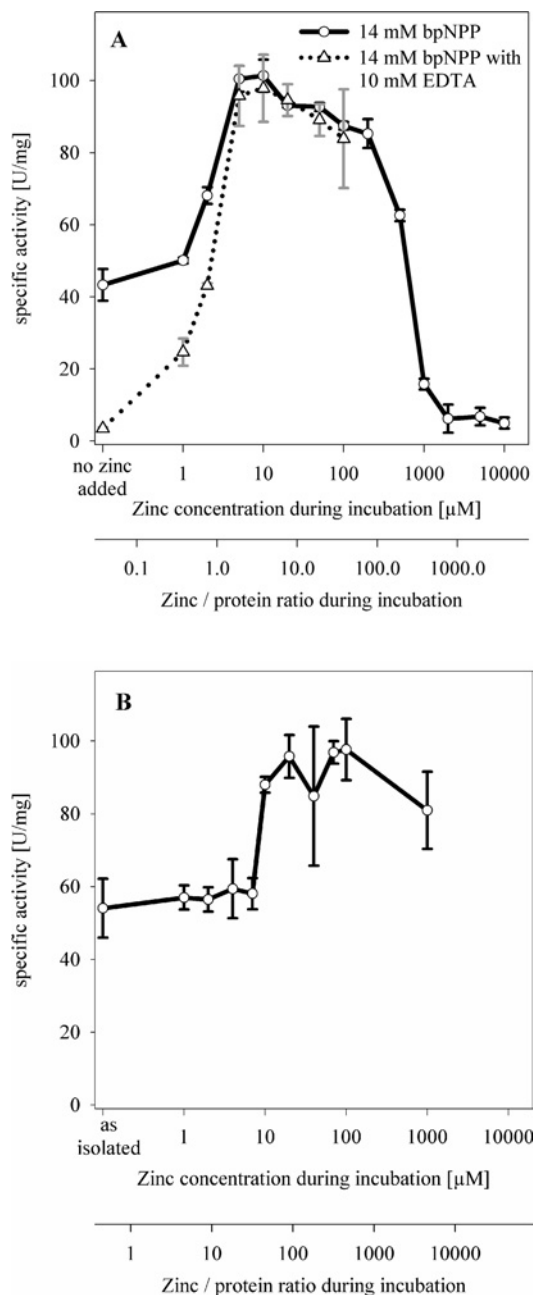 A
14 mM bpNPP
14 mM bpNPP with
10 mM EDTA
specific activity [U/mg]
100
80
60
40
20
0
no zinc
added
1 10 100 1000 10000
Zinc concentration during incubation [µM]
0.1 1.0 10.0 100.0 1000.0
Zinc / protein ratio during incubation
B
specific activity [U/mg]
100
80
60
40
20
0
as
isolated
1 10 100 1000 10000
Zinc concentration during incubation [µM]
1 10 100 1000 10000
Zinc / protein ratio during incubation